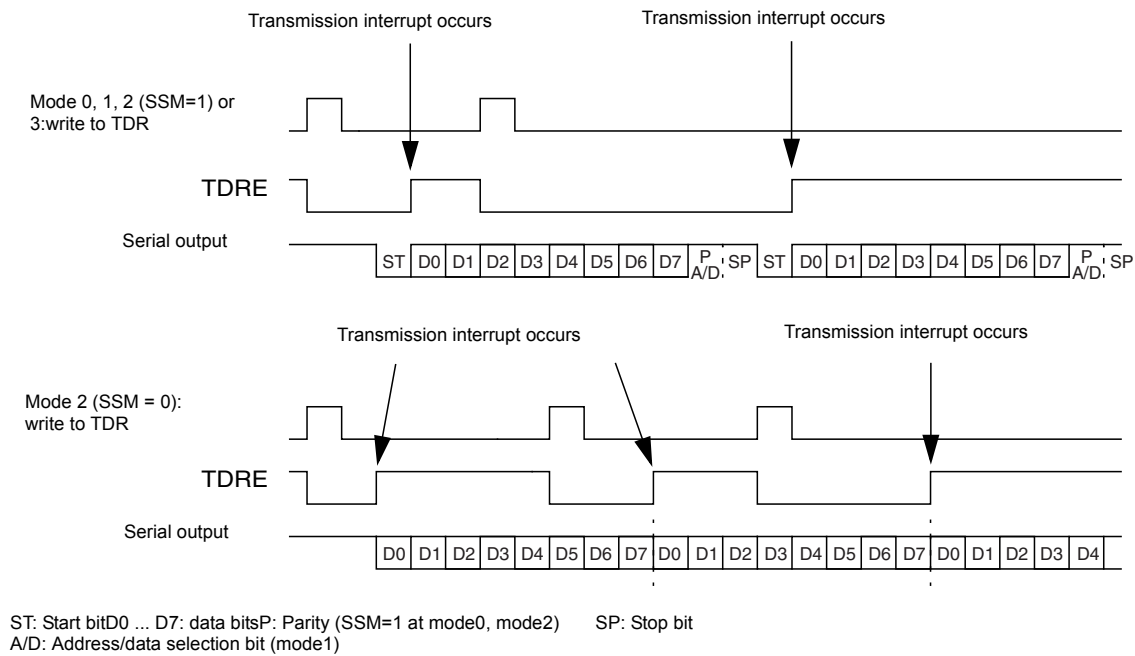 Transmission interrupt occurs Transmission interrupt occurs
Mode 0, 1, 2 (SSM=1) or
3:write to TDR
TDRE
Serial output
ST D0 D1 D2 D3 D4 D5 D6 D7 P A/D SP ST D0 D1 D2 D3 D4 D5 D6 D7 P A/D SP
Transmission interrupt occurs Transmission interrupt occurs
Mode 2 (SSM = 0):
write to TDR
TDRE
Serial output
D0 D1 D2 D3 D4 D5 D6 D7 D0 D1 D2 D3 D4 D5 D6 D7 D0 D1 D2 D3 D4
ST: Start bitD0 ... D7: data bitsP: Parity (SSM=1 at mode0, mode2) SP: Stop bit
A/D: Address/data selection bit (mode1)